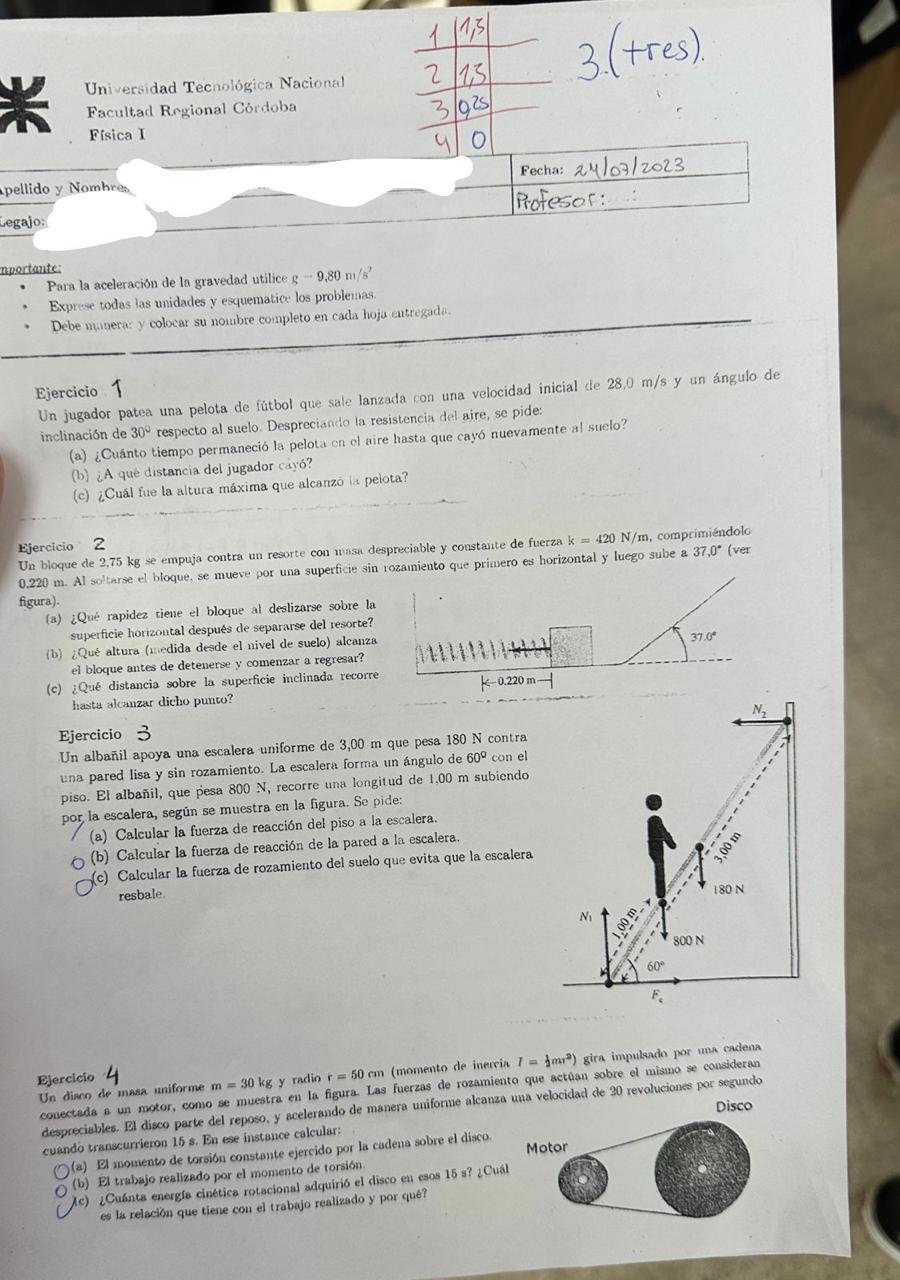 1 | 1,5
2 | 1,5
3 | 0,25
4 | 0
3.(tres).
Universidad Tecnológica Nacional
Facultad Regional Córdoba
Física I
Apellido y Nombres
Fecha: 24/07/2023
Legajo:
Profesor:
mportante:
• Para la aceleración de la gravedad utilice g = 9,80 m/s²
• Exprese todas las unidades y esquematice los problemas.
• Debe numerar y colocar su nombre completo en cada hoja entregada.
Ejercicio 1
Un jugador patea una pelota de fútbol que sale lanzada con una velocidad inicial de 28,0 m/s y un ángulo de
inclinación de 30º respecto al suelo. Despreciando la resistencia del aire, se pide:
(a) ¿Cuánto tiempo permaneció la pelota en el aire hasta que cayó nuevamente al suelo?
(b) ¿A qué distancia del jugador cayó?
(c) ¿Cuál fue la altura máxima que alcanzó la pelota?
Ejercicio 2
Un bloque de 2,75 kg se empuja contra un resorte con masa despreciable y constante de fuerza k = 420 N/m, comprimiéndolo
0,220 m. Al soltarse el bloque, se mueve por una superficie sin rozamiento que primero es horizontal y luego sube a 37,0° (ver
figura).
(a) ¿Qué rapidez tiene el bloque al deslizarse sobre la
superficie horizontal después de separarse del resorte?
(b) ¿Qué altura (medida desde el nivel de suelo) alcanza
el bloque antes de detenerse y comenzar a regresar?
(c) ¿Qué distancia sobre la superficie inclinada recorre
hasta alcanzar dicho punto?
37.0°
0.220 m
Ejercicio 3
Un albañil apoya una escalera uniforme de 3,00 m que pesa 180 N contra
una pared lisa y sin rozamiento. La escalera forma un ángulo de 60º con el
piso. El albañil, que pesa 800 N, recorre una longitud de 1,00 m subiendo
por la escalera, según se muestra en la figura. Se pide:
(a) Calcular la fuerza de reacción del piso a la escalera.
(b) Calcular la fuerza de reacción de la pared a la escalera.
(c) Calcular la fuerza de rozamiento del suelo que evita que la escalera
resbale.
N₂
3,00 m
180 N
N₁
1,00 m
800 N
60°
Ejercicio 4
Un disco de masa uniforme m = 30 kg y radio r = 50 cm (momento de inercia I = ½mr²) gira impulsado por una cadena
conectada a un motor, como se muestra en la figura. Las fuerzas de rozamiento que actúan sobre el mismo se consideran
despreciables. El disco parte del reposo, y acelerando de manera uniforme alcanza una velocidad de 20 revoluciones por segundo
cuando transcurrieron 15 s. En ese instance calcular:
(a) El momento de torsión constante ejercido por la cadena sobre el disco.
(b) El trabajo realizado por el momento de torsión.
(c) ¿Cuánta energía cinética rotacional adquirió el disco en esos 15 s? ¿Cuál
es la relación que tiene con el trabajo realizado y por qué?
Motor
Disco